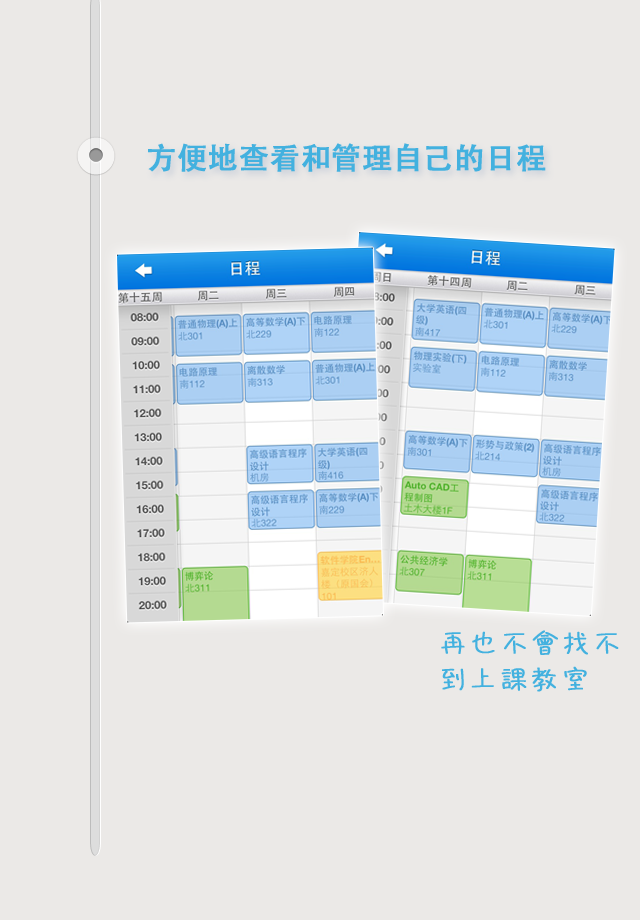 方便地查看和管理自己的日程
日程
第十五周 周二 周三 周四
08:00
09:00
10:00
11:00
12:00
13:00
14:00
15:00
16:00
17:00
18:00
19:00
20:00
普通物理(A)上
北301
高等数学(A)下
北229
电路原理
南122
电路原理
南112
离散数学
南313
普通物理(A)上
北301
高级语言程序
设计
机房
大学英语(四
级)
南416
高级语言程序
设计
北322
高等数学(A)下
南229
软件学院En...
嘉定校区济人
楼（原国会）
101
博弈论
北311
日程
周日 第十四周 周二 周三
大学英语(四
级)
南417
普通物理(A)上
北301
高等数学(A)下
北229
物理实验(下)
实验室
电路原理
南112
离散数学
南313
高等数学(A)下
南301
形势与政策(2)
北214
高级语言程序
设计
机房
Auto CAD工
程制图
土木大楼1F
高级语言程序
设计
北322
公共经济学
北307
博弈论
北311
再也不會找不
到上課教室